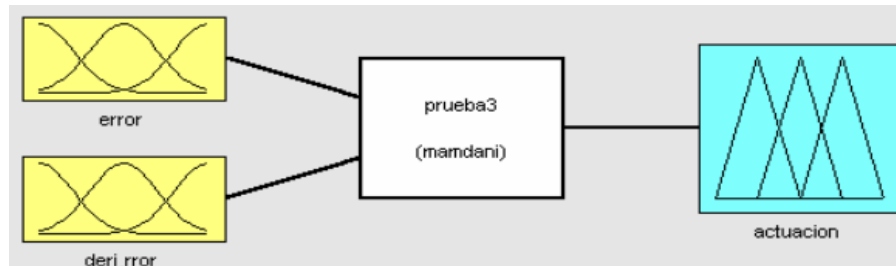 error
prueba3
(mamdani)
deri rror
actuacion